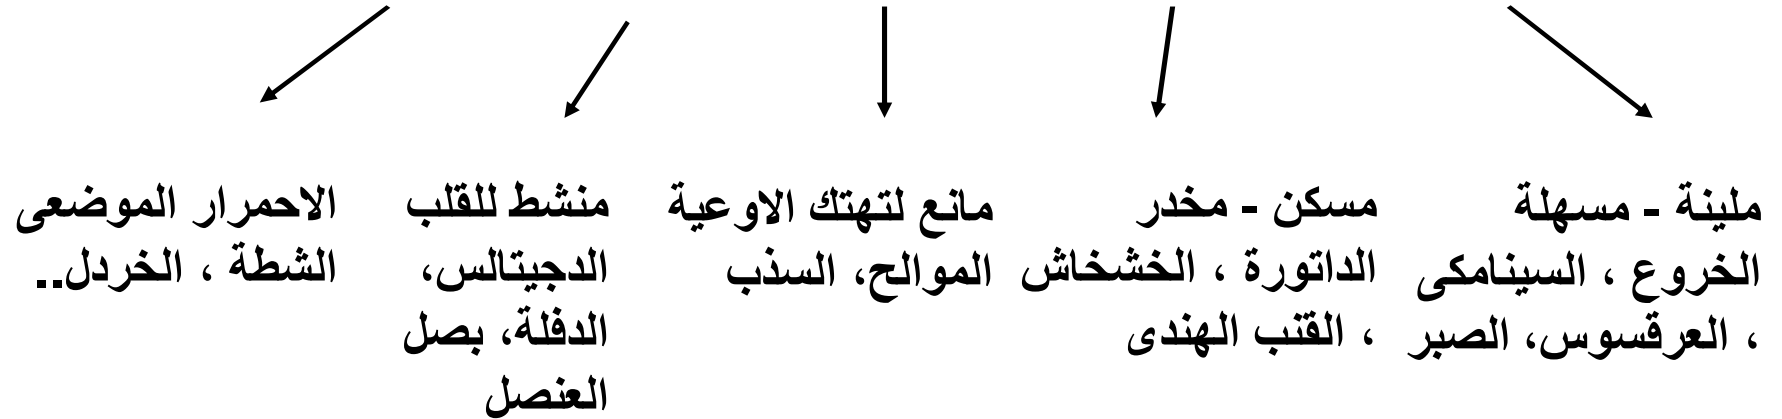 ملينة - مسهلة
الخروع ، السينامكى
، العرقسوس، الصبر
مسكن - مخدر
الداتورة ، الخشخاش
، القنب الهندى
مانع لتهتك الاوعية
الموالح، السذب
منشط للقلب
الدجيتالس،
الدفلة، بصل
العنصل
الاحمرار الموضعى
الشطة ، الخردل..